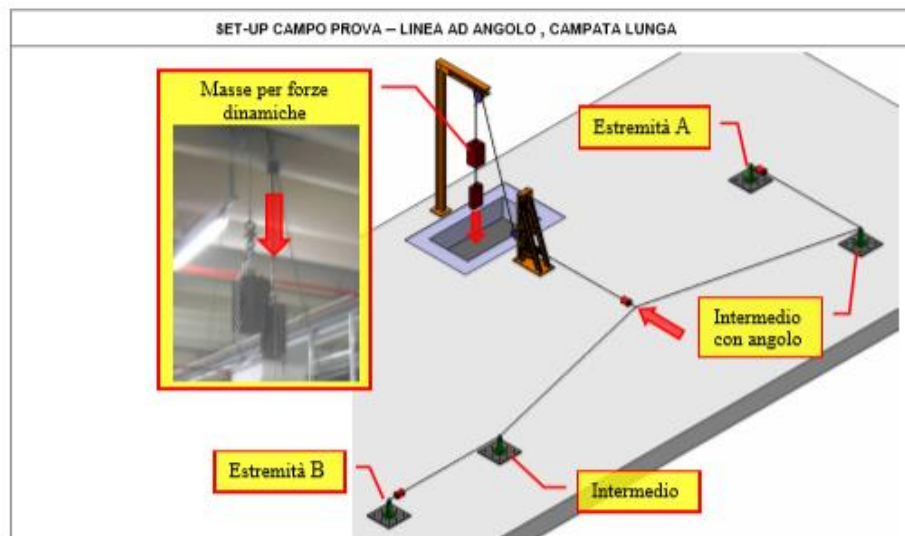 SET-UP CAMPO PROVA – LINEA AD ANGOLO , CAMPATA LUNGA
Masse per forze
dinamiche
Estremità A
Intermedio
con angolo
Estremità B
Intermedio